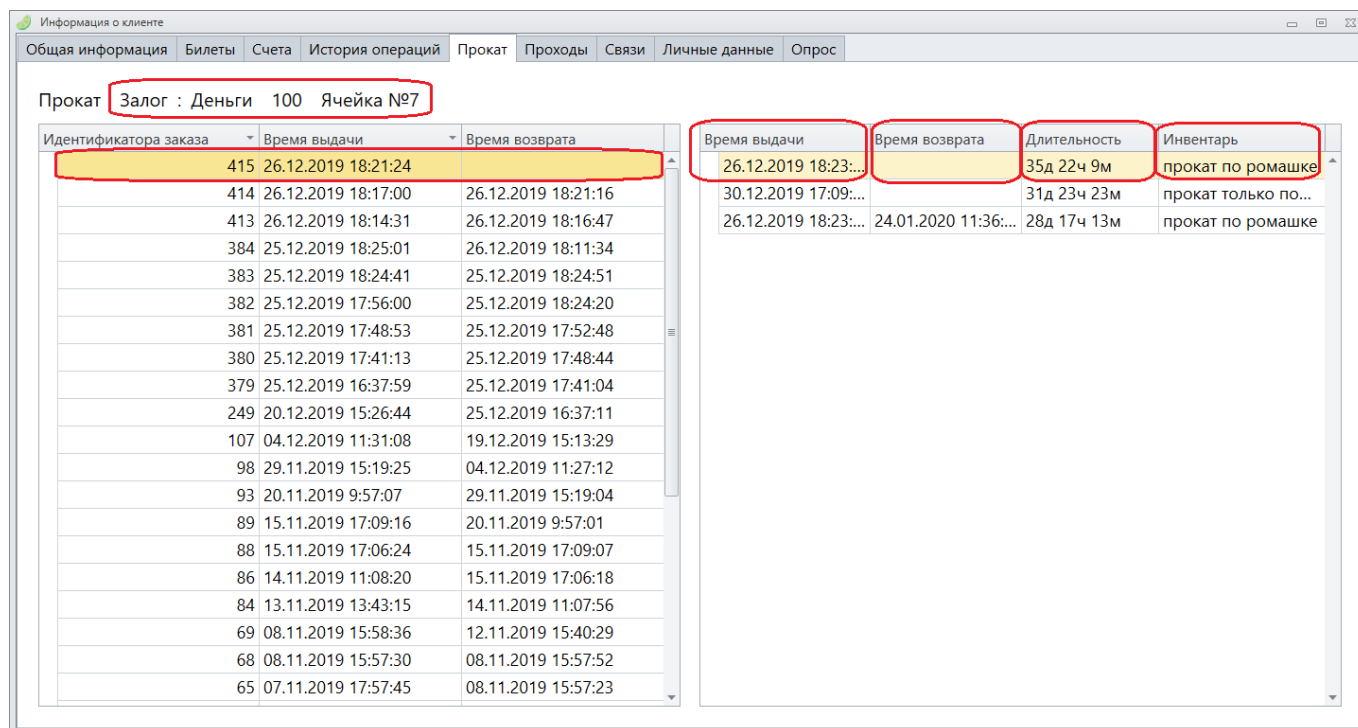 Информация о клиенте
Общая информация Билеты Счета История операций Прокат Проходы Связи Личные данные Опрос
Прокат Залог : Деньги 100 Ячейка №7
Идентификатора заказа Время выдачи Время возврата
415 26.12.2019 18:21:24
414 26.12.2019 18:17:00 26.12.2019 18:21:16
413 26.12.2019 18:14:31 26.12.2019 18:16:47
384 25.12.2019 18:25:01 26.12.2019 18:11:34
383 25.12.2019 18:24:41 25.12.2019 18:24:51
382 25.12.2019 17:56:00 25.12.2019 18:24:20
381 25.12.2019 17:48:53 25.12.2019 17:52:48
380 25.12.2019 17:41:13 25.12.2019 17:48:44
379 25.12.2019 16:37:59 25.12.2019 17:41:04
249 20.12.2019 15:26:44 25.12.2019 16:37:11
107 04.12.2019 11:31:08 19.12.2019 15:13:29
98 29.11.2019 15:19:25 04.12.2019 11:27:12
93 20.11.2019 9:57:07 29.11.2019 15:19:04
89 15.11.2019 17:09:16 20.11.2019 9:57:01
88 15.11.2019 17:06:24 15.11.2019 17:09:07
86 14.11.2019 11:08:20 15.11.2019 17:06:18
84 13.11.2019 13:43:15 14.11.2019 11:07:56
69 08.11.2019 15:58:36 12.11.2019 15:40:29
68 08.11.2019 15:57:30 08.11.2019 15:57:52
65 07.11.2019 17:57:45 08.11.2019 15:57:23
Время выдачи Время возврата Длительность Инвентарь
26.12.2019 18:23:... 35д 22ч 9м прокат по ромашке
30.12.2019 17:09:... 31д 23ч 23м прокат только по...
26.12.2019 18:23:... 24.01.2020 11:36:... 28д 17ч 13м прокат по ромашке